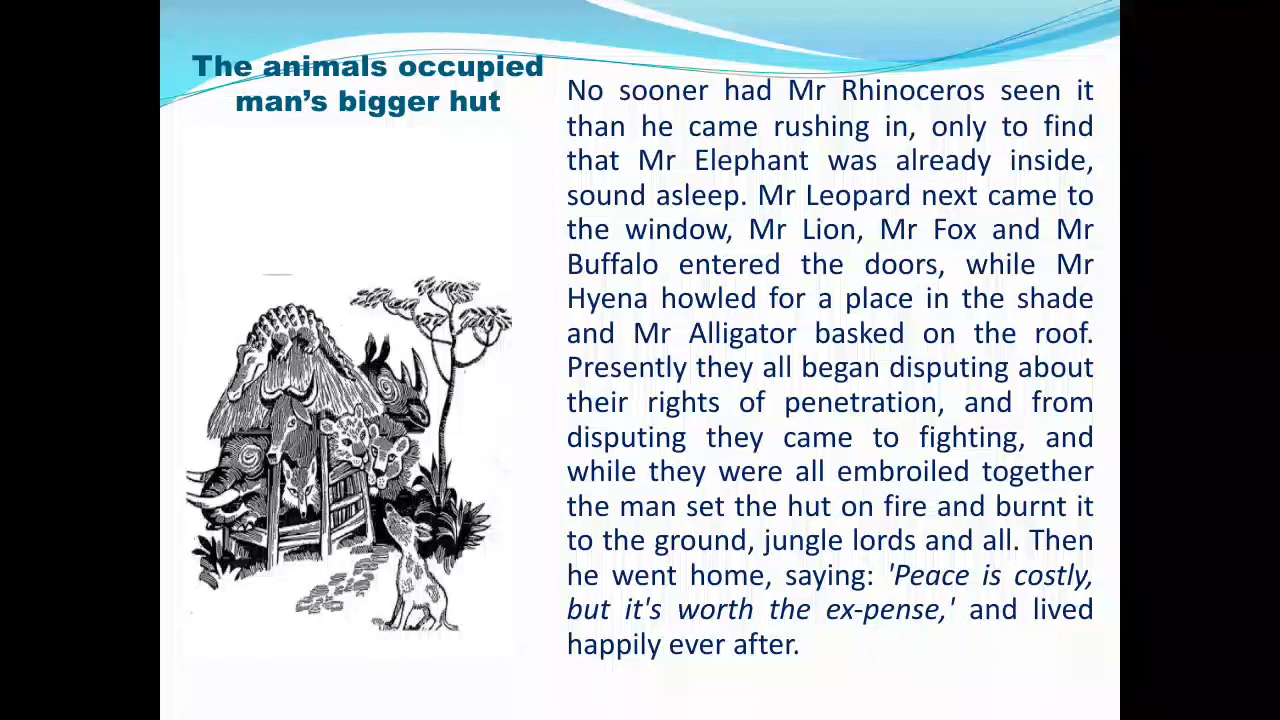 The animals occupied
man's bigger hut
No sooner had Mr Rhinoceros seen it
than he came rushing in, only to find
that Mr Elephant was already inside,
sound asleep. Mr Leopard next came to
the window, Mr Lion, Mr Fox and Mr
Buffalo entered the doors, while Mr
Hyena howled for a place in the shade
and Mr Alligator basked on the roof.
Presently they all began disputing about
their rights of penetration, and from
disputing they came to fighting, and
while they were all embroiled together
the man set the hut on fire and burnt it
to the ground, jungle lords and all. Then
he went home, saying: 'Peace is costly,
but it's worth the ex-pense,' and lived
happily ever after.